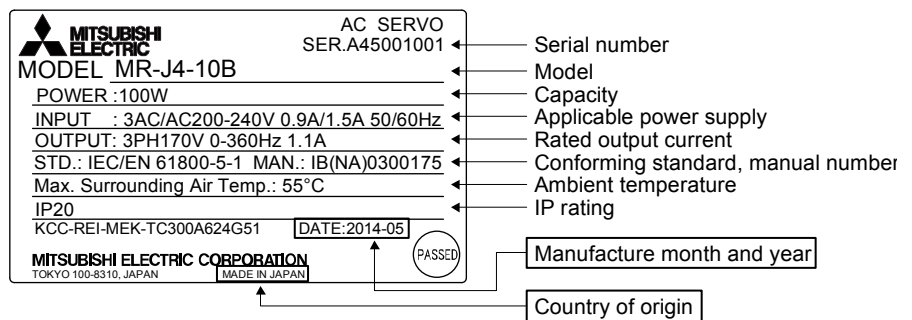 AC SERVO
MITSUBISHI
ELECTRIC
SER.A45001001 Serial number
MODEL MR-J4-10B Model
POWER :100W Capacity
INPUT : 3AC/AC200-240V 0.9A/1.5A 50/60Hz Applicable power supply
OUTPUT: 3PH170V 0-360Hz 1.1A Rated output current
STD.: IEC/EN 61800-5-1 MAN.: IB(NA)0300175 Conforming standard, manual number
Max. Surrounding Air Temp.: 55°C Ambient temperature
IP20 IP rating
KCC-REI-MEK-TC300A624G51 DATE:2014-05
PASSED
Manufacture month and year
MITSUBISHI ELECTRIC CORPORATION
TOKYO 100-8310, JAPAN MADE IN JAPAN
Country of origin